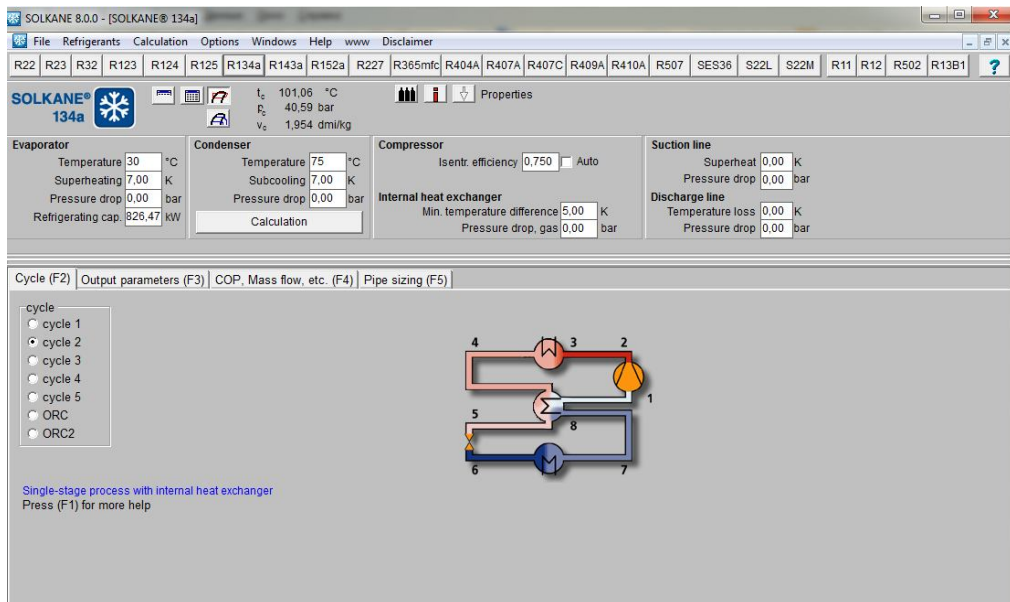 SOLKANE 8.0.0 - [SOLKANE® 134a]
File Refrigerants Calculation Options Windows Help www Disclaimer
R22 R23 R32 R123 R124 R125 R134a R143a R152a R227 R365mfc R404A R407A R407C R409A R410A R507 SES36 S22L S22M R11 R12 R502 R13B1 ?
SOLKANE®
134a
tc 101,06 °C
pc 40,59 bar
vc 1,954 dm³/kg
Properties
Evaporator
Temperature 30 °C
Superheating 7,00 K
Pressure drop 0,00 bar
Refrigerating cap. 826,47 kW
Condenser
Temperature 75 °C
Subcooling 7,00 K
Pressure drop 0,00 bar
Calculation
Compressor
Isentr. efficiency 0,750 Auto
Internal heat exchanger
Min. temperature difference 5,00 K
Pressure drop, gas 0,00 bar
Suction line
Superheat 0,00 K
Pressure drop 0,00 bar
Discharge line
Temperature loss 0,00 K
Pressure drop 0,00 bar
Cycle (F2) Output parameters (F3) COP, Mass flow, etc. (F4) Pipe sizing (F5)
cycle
cycle 1
cycle 2
cycle 3
cycle 4
cycle 5
ORC
ORC2
4 3 2
1
5
8
6 7
Single-stage process with internal heat exchanger
Press (F1) for more help